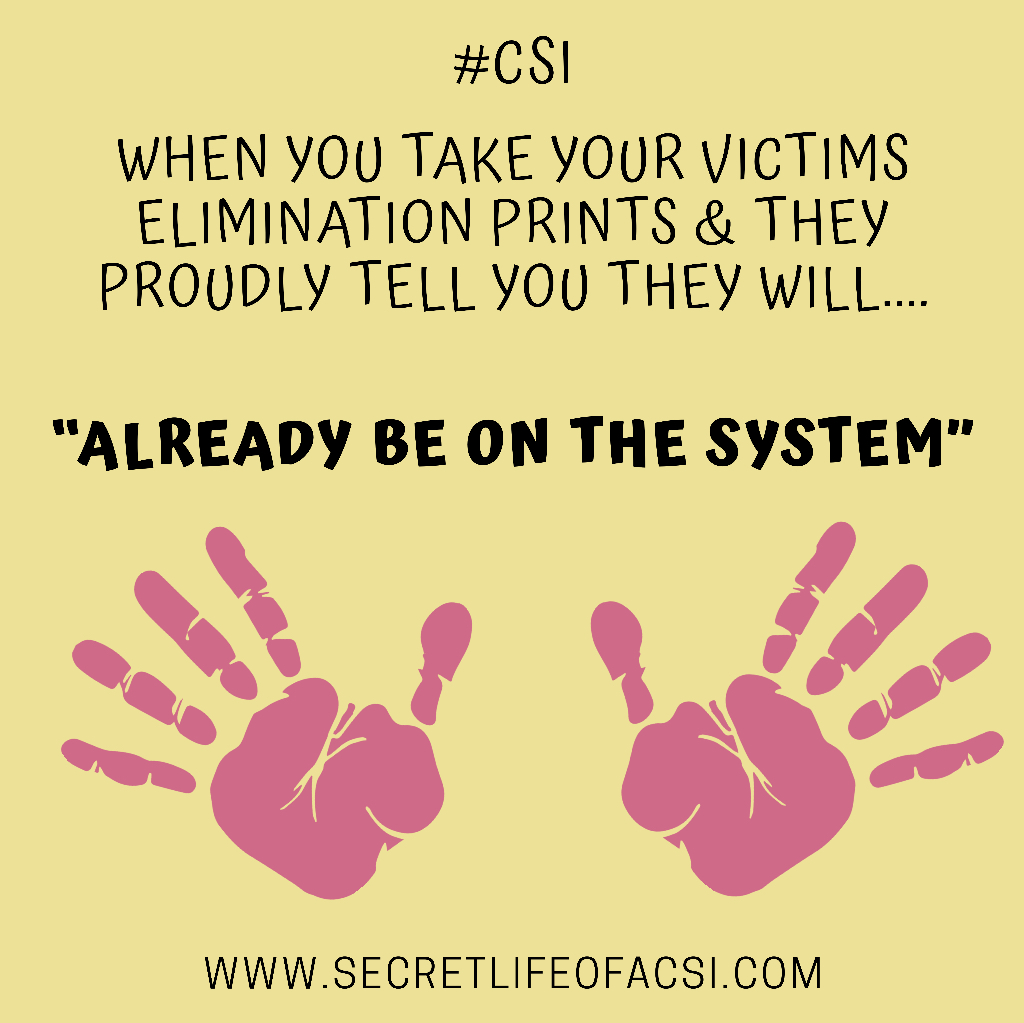 #CSI
WHEN YOU TAKE YOUR VICTIMS
ELIMINATION PRINTS & THEY
PROUDLY TELL YOU THEY WILL....
"ALREADY BE ON THE SYSTEM"
WWW.SECRETLIFEOFACSI.COM